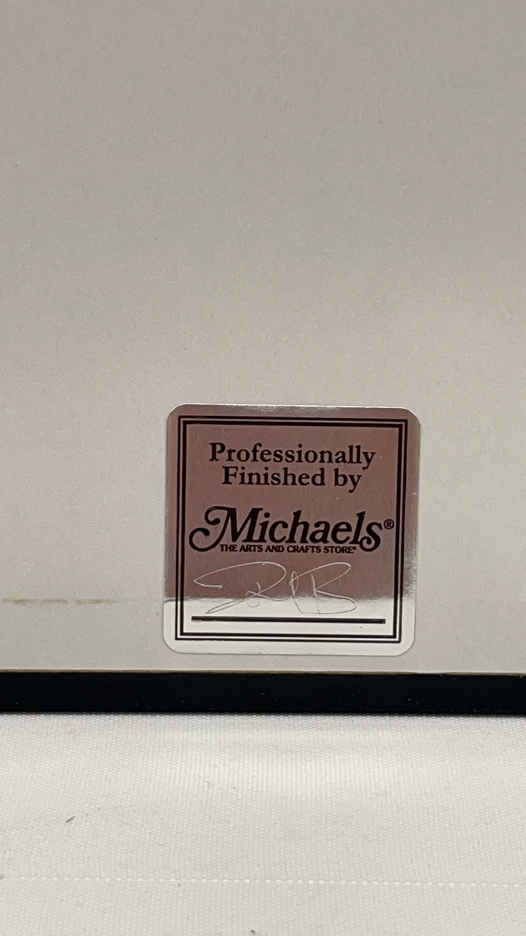 Professionally
Finished by
Michaels®
THE ARTS AND CRAFTS STORE®